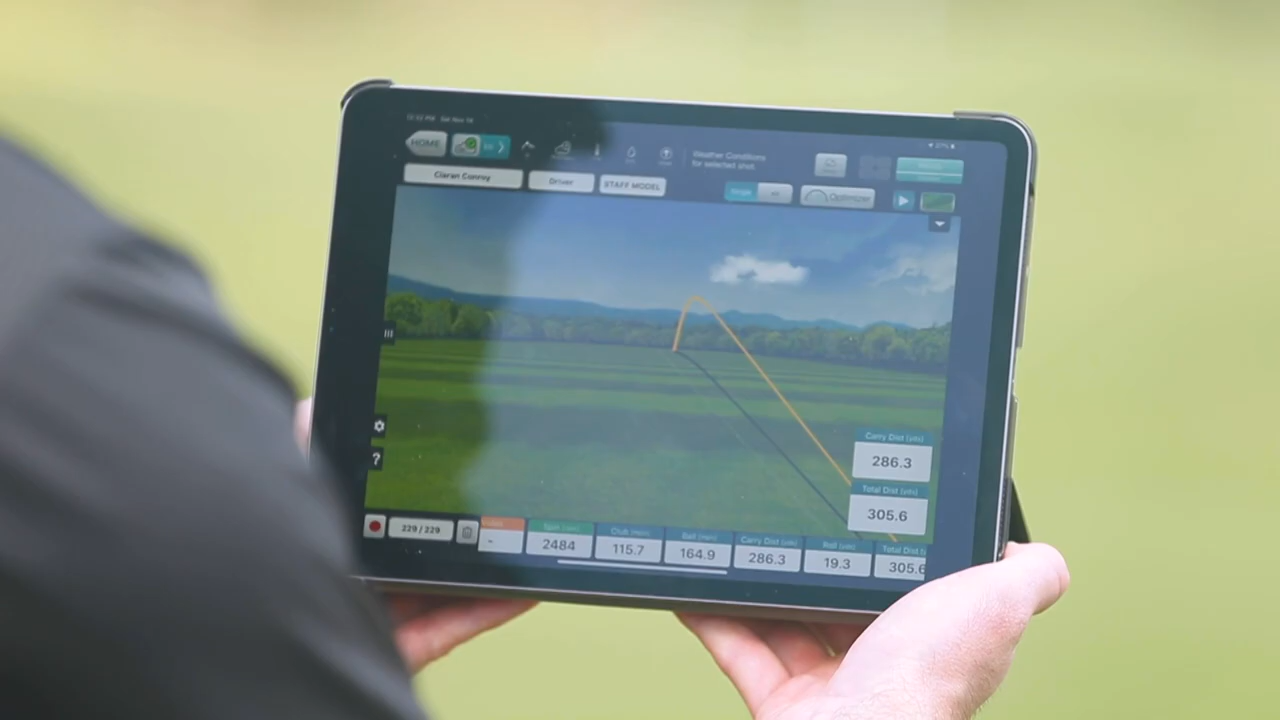 HOME
Weather Conditions
for selected shot
Ciaran Conroy
Driver
STAFF MODEL
Optimizer
Carry Dist (yds)
286.3
Total Dist (yds)
305.6
229 / 229
-
Spin (rpm)
2484
Club (mph)
115.7
Ball (mph)
164.9
Carry Dist (yds)
286.3
Roll (yds)
19.3
Total Dist (
305.6
?